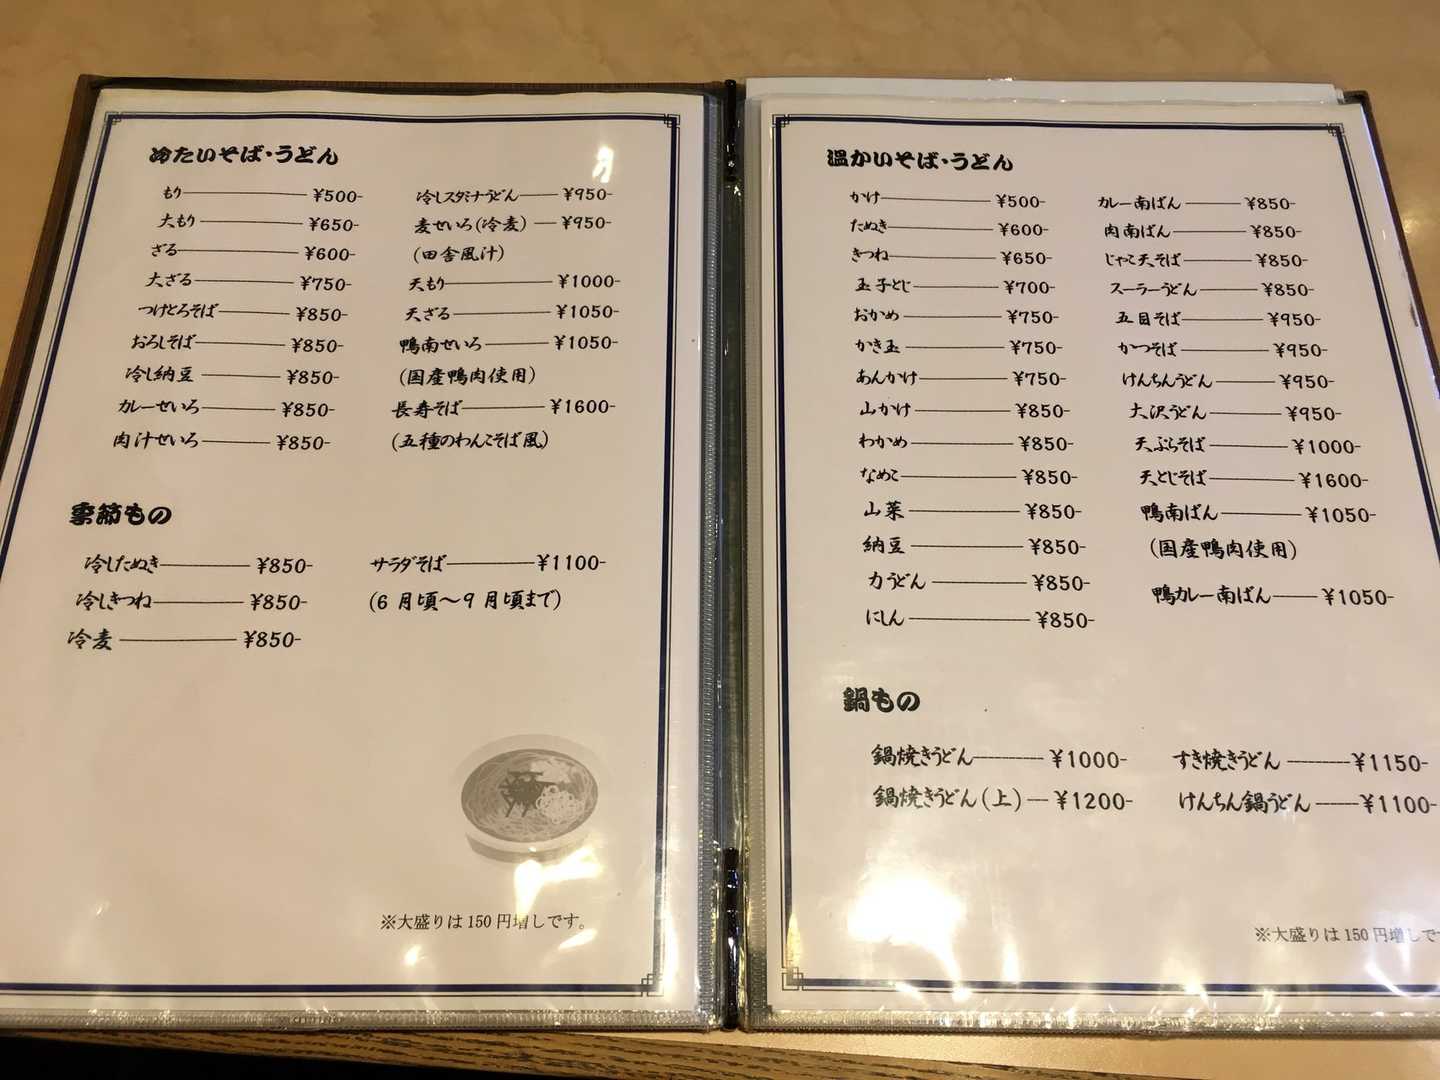 冷たいそば・うどん
もり ¥500-
大もり ¥650-
ざる ¥600-
大ざる ¥750-
つけとろそば ¥850-
おろしそば ¥850-
冷し納豆 ¥850-
カレーせいろ ¥850-
肉汁せいろ ¥850-
冷しスタミナうどん ¥950-
麦せいろ(冷麦) ¥950-
(田舎風汁)
天もり ¥1000-
天ざる ¥1050-
鴨南せいろ ¥1050-
(国産鴨肉使用)
長寿そば ¥1600-
(五種のわんこそば風)
季節もの
冷したぬき ¥850-
冷しきつね ¥850-
冷麦 ¥850-
サラダそば ¥1100-
(6月頃〜9月頃まで)
※大盛りは150円増しです。
温かいそば・うどん
かけ ¥500-
たぬき ¥600-
きつね ¥650-
玉子とじ ¥700-
おかめ ¥750-
かき玉 ¥750-
あんかけ ¥750-
山かけ ¥850-
わかめ ¥850-
なめこ ¥850-
山菜 ¥850-
納豆 ¥850-
力うどん ¥850-
にしん ¥850-
カレー南ばん ¥850-
肉南ばん ¥850-
じゃこ天そば ¥850-
スーラーうどん ¥850-
五目そば ¥950-
かつそば ¥950-
けんちんうどん ¥950-
大沢うどん ¥950-
天ぷらそば ¥1000-
天とじそば ¥1600-
鴨南ばん ¥1050-
(国産鴨肉使用)
鴨カレー南ばん ¥1050-
鍋もの
鍋焼きうどん ¥1000-
鍋焼きうどん(上) ¥1200-
すき焼きうどん ¥1150-
けんちん鍋うどん ¥1100-
※大盛りは150円増しで